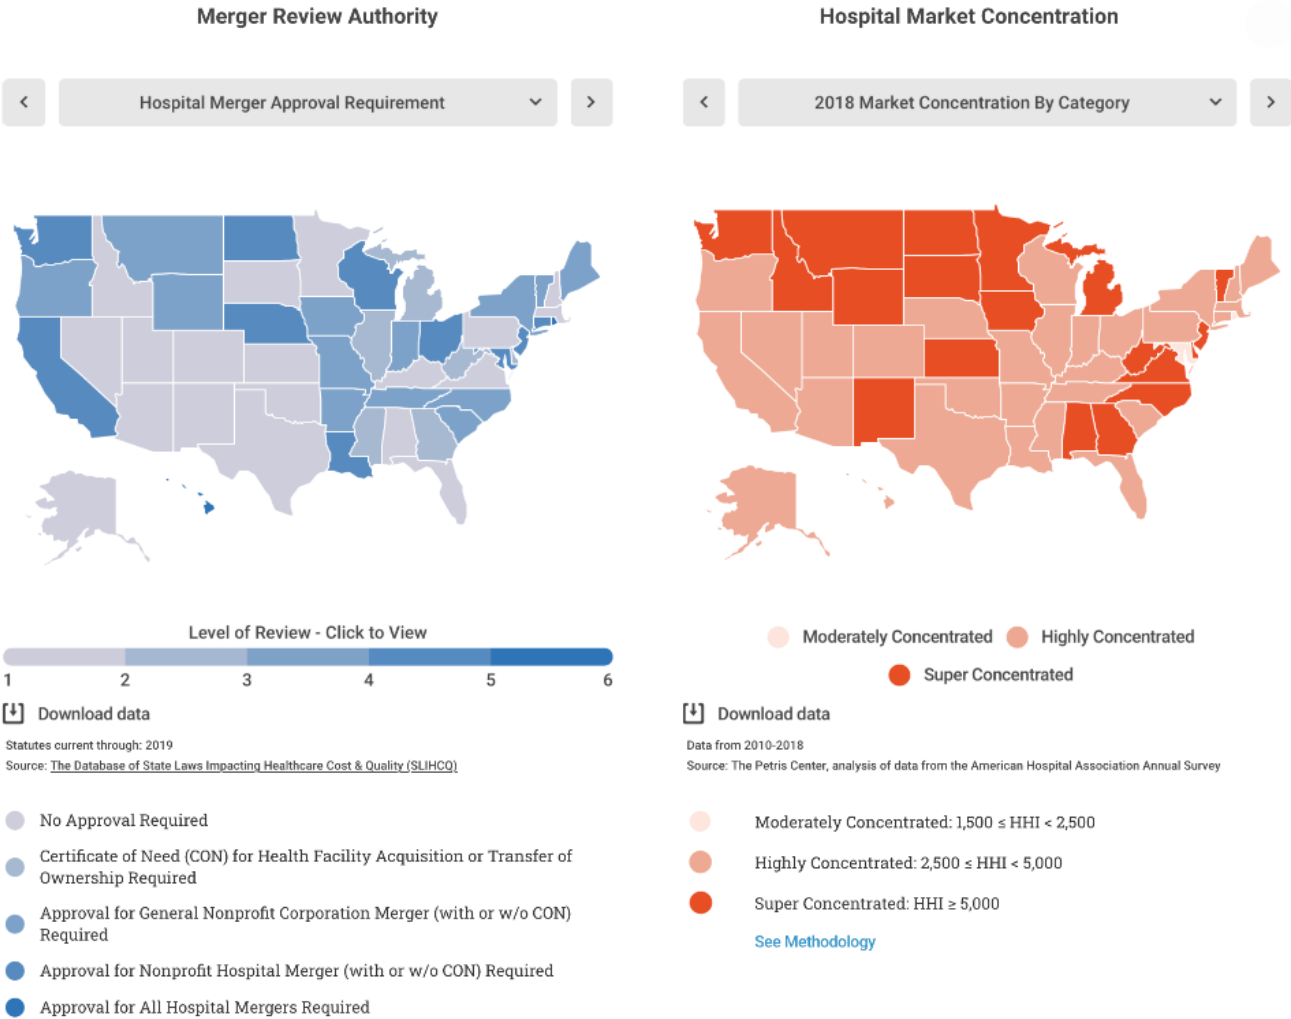 Merger Review Authority
Hospital Merger Approval Requirement
Level of Review - Click to View
1 2 3 4 5 6
Download data
Statutes current through: 2019
Source: The Database of State Laws Impacting Healthcare Cost & Quality (SLIHCQ)
No Approval Required
Certificate of Need (CON) for Health Facility Acquisition or Transfer of
Ownership Required
Approval for General Nonprofit Corporation Merger (with or w/o CON)
Required
Approval for Nonprofit Hospital Merger (with or w/o CON) Required
Approval for All Hospital Mergers Required
Hospital Market Concentration
2018 Market Concentration By Category
Moderately Concentrated
Highly Concentrated
Super Concentrated
Download data
Data from 2010-2018
Source: The Petris Center, analysis of data from the American Hospital Association Annual Survey
Moderately Concentrated: 1,500 ≤ HHI < 2,500
Highly Concentrated: 2,500 ≤ HHI < 5,000
Super Concentrated: HHI ≥ 5,000
See Methodology